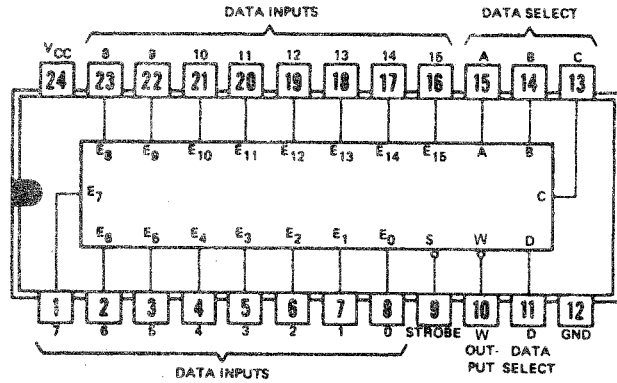 DATA INPUTS DATA SELECT
VCC 8 9 10 11 12 13 14 15 A B C
24 23 22 21 20 19 18 17 16 15 14 13
E8 E9 E10 E11 E12 E13 E14 E15 A B
E7 C
E6 E5 E4 E3 E2 E1 E0 S W D
1 2 3 4 5 6 7 8 9 10 11 12
7 6 5 4 3 2 1 0 STROBE W D GND
OUT- DATA
PUT SELECT
DATA INPUTS